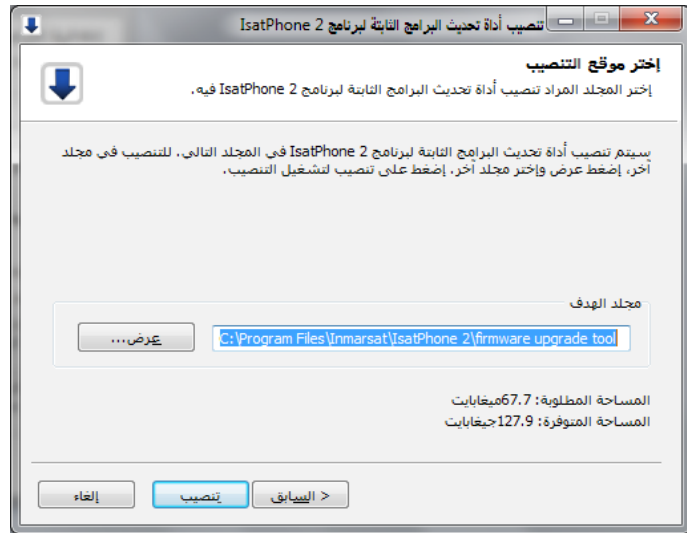 تنصيب أداة تحديث البرامج الثابتة لبرنامج IsatPhone 2
إختر موقع التنصيب
إختر المجلد المراد تنصيب أداة تحديث البرامج الثابتة لبرنامج IsatPhone 2 فيه.
سيتم تنصيب أداة تحديث البرامج الثابتة لبرنامج IsatPhone 2 في المجلد التالي. للتنصيب في مجلد
آخر، إضغط عرض وإختر مجلد آخر. إضغط على تنصيب لتشغيل التنصيب.
مجلد الهدف
C:\Program Files\Inmarsat\IsatPhone 2\firmware upgrade tool
عرض...
المساحة المطلوبة: 67.7ميغابايت
المساحة المتوفرة: 127.9جيغابايت
< السابق
تنصيب
إلغاء